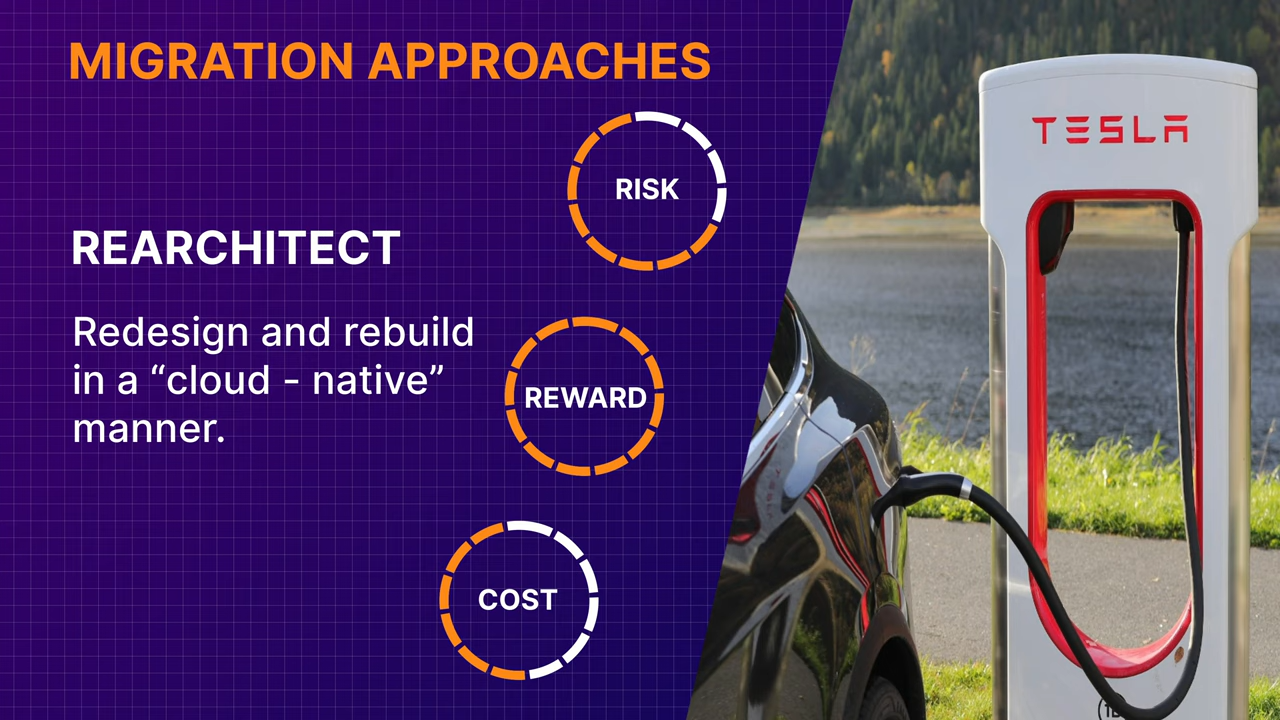 MIGRATION APPROACHES
RISK
REARCHITECT
Redesign and rebuild
in a “cloud - native”
manner.
REWARD
COST
TESLA